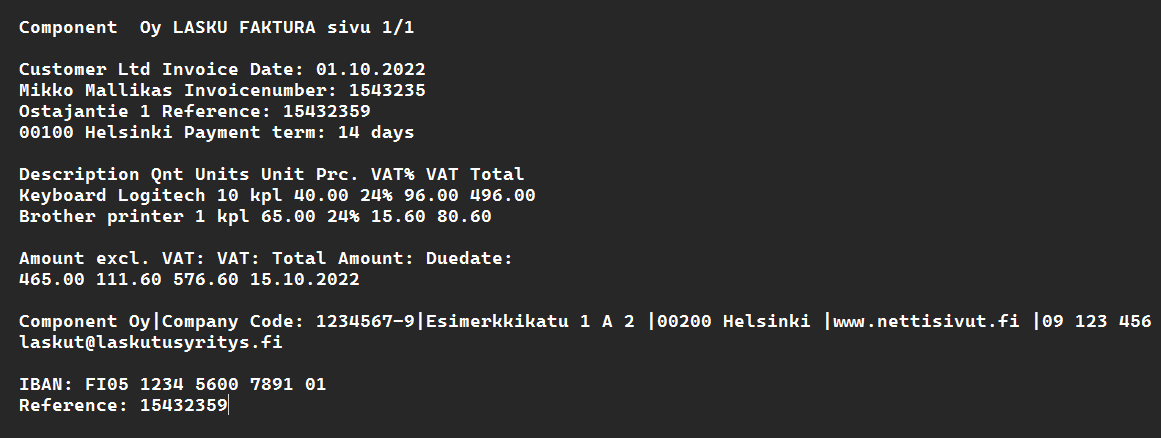 Component  Oy LASKU FAKTURA sivu 1/1
Customer Ltd Invoice Date: 01.10.2022
Mikko Mallikas Invoicenumber: 1543235
Ostajantie 1 Reference: 15432359
00100 Helsinki Payment term: 14 days
Description Qnt Units Unit Prc. VAT% VAT Total
Keyboard Logitech 10 kpl 40.00 24% 96.00 496.00
Brother printer 1 kpl 65.00 24% 15.60 80.60
Amount excl. VAT: VAT: Total Amount: Duedate:
465.00 111.60 576.60 15.10.2022
Component Oy|Company Code: 1234567-9|Esimerkkikatu 1 A 2 |00200 Helsinki |www.nettisivut.fi |09 123 456
laskut@laskutusyritys.fi
IBAN: FI05 1234 5600 7891 01
Reference: 15432359